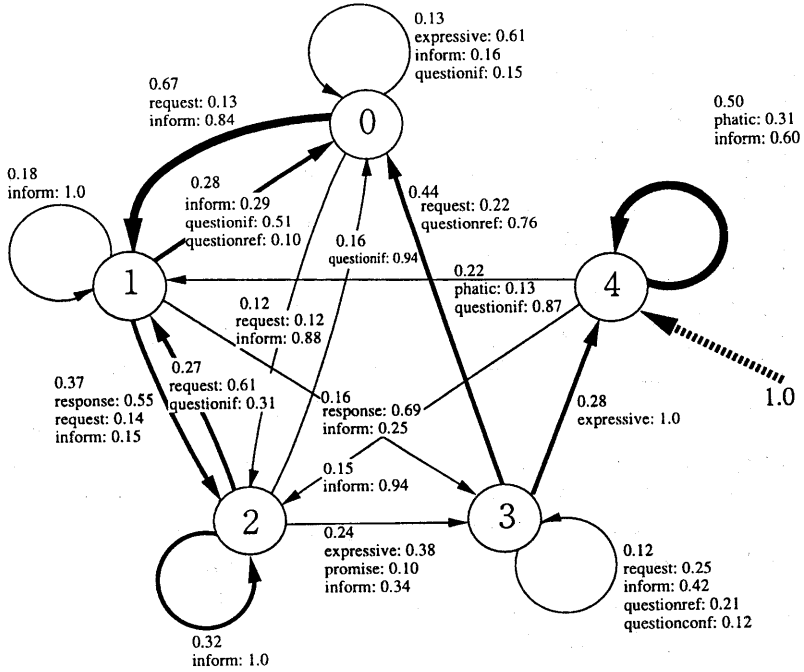 0.13
expressive: 0.61
inform: 0.16
questionif: 0.15
0.67
request: 0.13
inform: 0.84
0
0.50
phatic: 0.31
inform: 0.60
0.18
inform: 1.0
0.28
inform: 0.29
questionif: 0.51
questionref: 0.10
0.44
request: 0.22
questionref: 0.76
0.16
questionif: 0.94
1
0.22
phatic: 0.13
questionif: 0.87
4
0.12
request: 0.12
inform: 0.88
0.37
response: 0.55
request: 0.14
inform: 0.15
0.27
request: 0.61
questionif: 0.31
0.16
response: 0.69
inform: 0.25
0.28
expressive: 1.0
1.0
0.15
inform: 0.94
2
3
0.24
expressive: 0.38
promise: 0.10
inform: 0.34
0.12
request: 0.25
inform: 0.42
questionref: 0.21
questionconf: 0.12
0.32
inform: 1.0